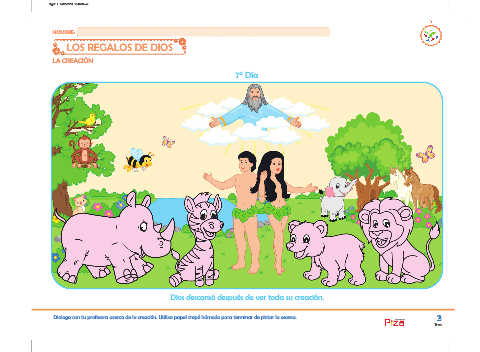 NOMBRE:
LOS REGALOS DE DIOS
LA CREACIÓN
7º Día
Dios descansó después de ver toda su creación.
Dialoga con tu profesora acerca de la creación. Utiliza papel crepé húmedo para terminar de pintar la escena.
Piza
3